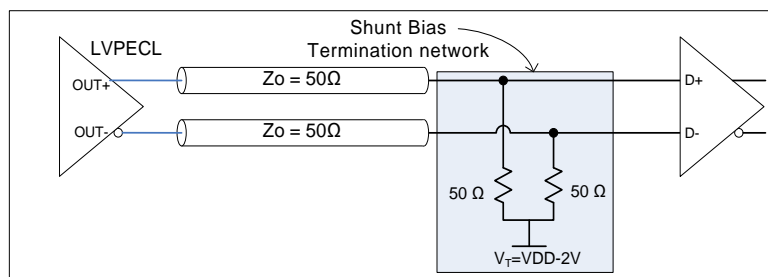 Shunt Bias
Termination network
LVPECL
OUT+
Zo = 50Ω
D+
OUT-
Zo = 50Ω
D-
50 Ω
50 Ω
VT=VDD-2V